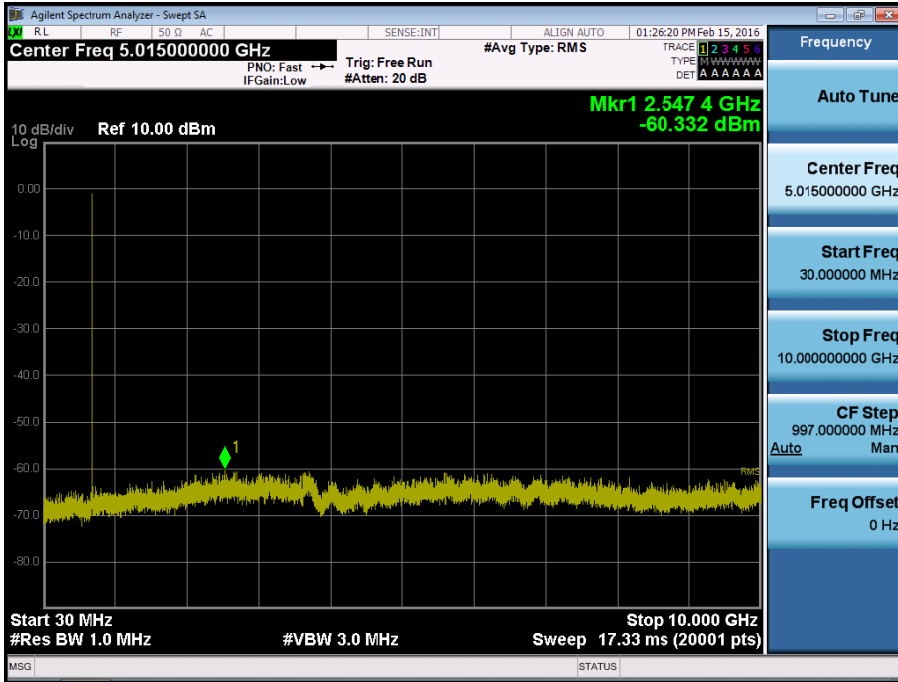 Agilent Spectrum Analyzer - Swept SA
LXI RL RF 50 Ω AC SENSE:INT ALIGN AUTO 01:26:20 PM Feb 15, 2016
Center Freq 5.015000000 GHz
PNO: Fast
IFGain:Low
Trig: Free Run
#Atten: 20 dB
#Avg Type: RMS
TRACE 1 2 3 4 5 6
TYPE M WWWWW
DET A A A A A A
Mkr1 2.547 4 GHz
-60.332 dBm
10 dB/div Ref 10.00 dBm
Log
0.00
-10.0
-20.0
-30.0
-40.0
-50.0
-60.0
-70.0
-80.0
1
RMS
Start 30 MHz Stop 10.000 GHz
#Res BW 1.0 MHz #VBW 3.0 MHz Sweep 17.33 ms (20001 pts)
MSG STATUS
Frequency
Auto Tune
Center Freq
5.015000000 GHz
Start Freq
30.000000 MHz
Stop Freq
10.000000000 GHz
CF Step
997.000000 MHz
Auto Man
Freq Offset
0 Hz